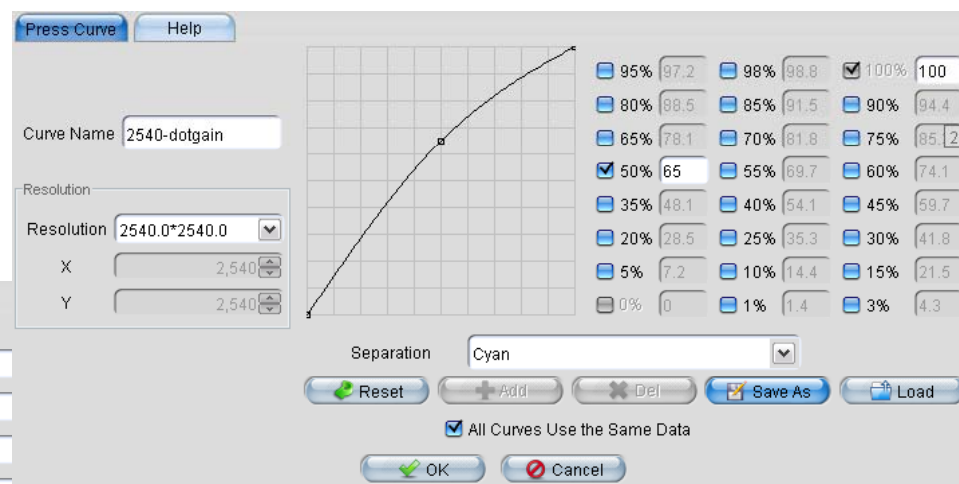 Press Curve Help
Curve Name 2540-dotgain
Resolution
Resolution 2540.0*2540.0
X 2,540
Y 2,540
95% 97.2 98% 98.8 100% 100
80% 88.5 85% 91.5 90% 94.4
65% 78.1 70% 81.8 75% 85. 2
50% 65 55% 69.7 60% 74.1
35% 48.1 40% 54.1 45% 59.7
20% 28.5 25% 35.3 30% 41.8
5% 7.2 10% 14.4 15% 21.5
0% 0 1% 1.4 3% 4.3
Separation Cyan
Reset Add Del Save As Load
All Curves Use the Same Data
OK Cancel